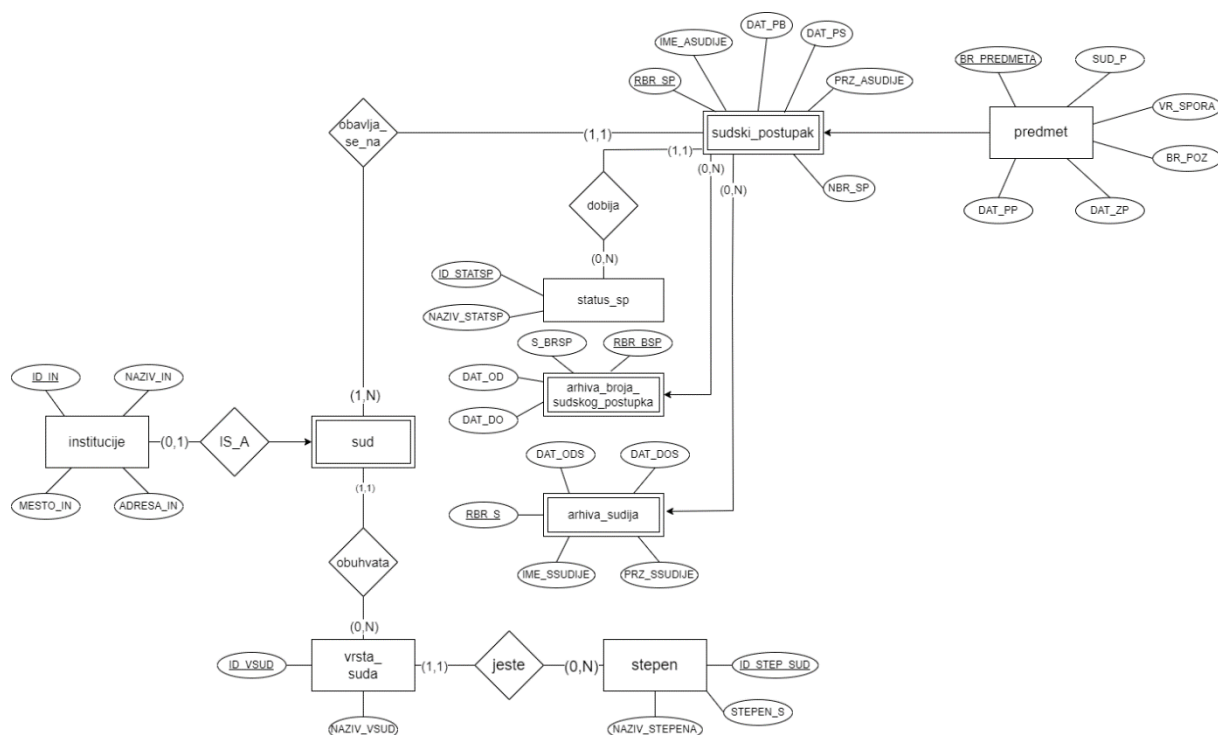 DAT_PB
DAT_PS
IME_ASUDIJE
RBR_SP
PRZ_ASUDIJE
BR_PREDMETA
SUD_P
VR_SPORA
BR_POZ
DAT_PP
DAT_ZP
predmet
sudski_postupak
NBR_SP
obavlja_
se_na
(1,1)
(1,1)
(0,N)
(0,N)
dobija
(0,N)
ID_STATSP
status_sp
NAZIV_STATSP
S_BRSP
RBR_BSP
DAT_OD
arhiva_broja_
sudskog_postupka
DAT_DO
(1,N)
ID_IN
NAZIV_IN
institucije
(0,1)
IS_A
sud
MESTO_IN
ADRESA_IN
(1,1)
DAT_ODS
DAT_DOS
RBR_S
arhiva_sudija
IME_SSUDIJE
PRZ_SSUDIJE
obuhvata
(0,N)
ID_VSUD
vrsta_
suda
(1,1)
jeste
(0,N)
stepen
ID_STEP_SUD
STEPEN_S
NAZIV_VSUD
NAZIV_STEPENA